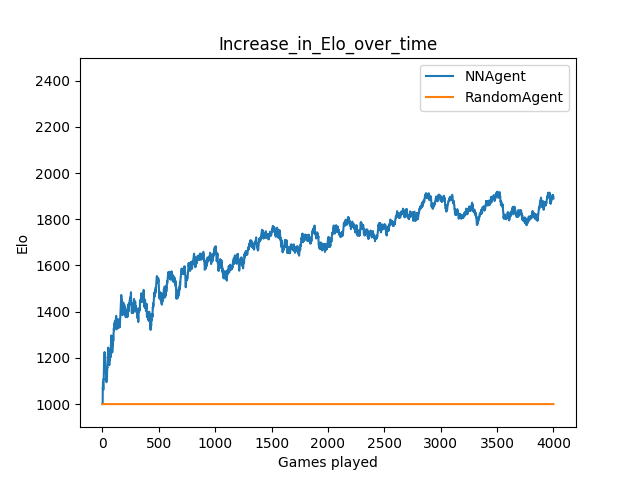 Increase_in_Elo_over_time
NNAgent
RandomAgent
2400
2200
2000
1800
1600
1400
1200
1000
Elo
0 500 1000 1500 2000 2500 3000 3500 4000
Games played